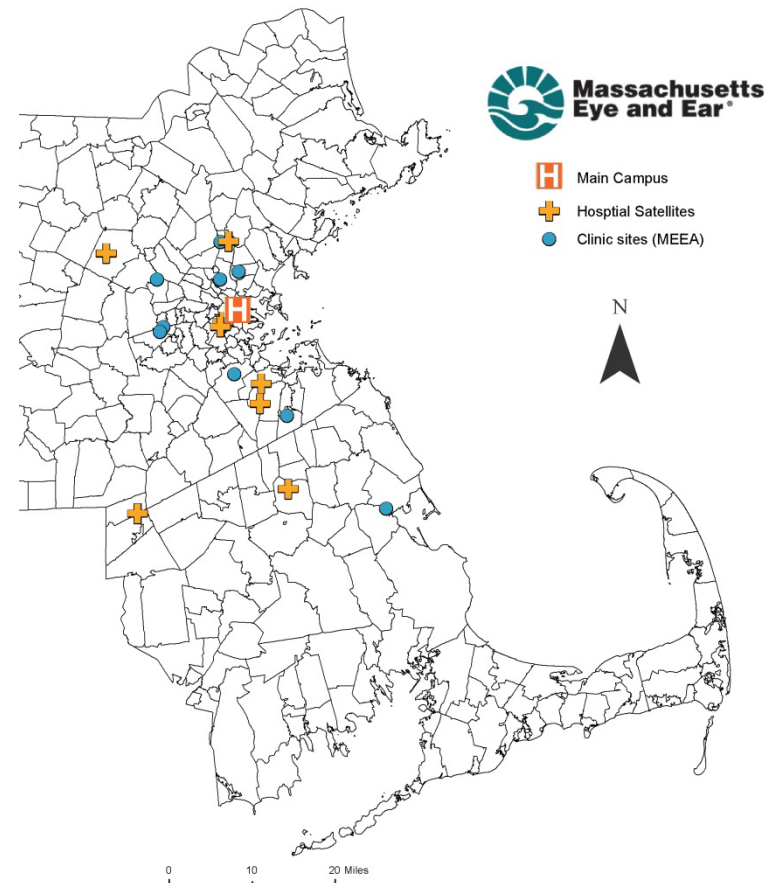 Massachusetts
Eye and Ear®
H Main Campus
Hosptial Satellites
Clinic sites (MEEA)
N
H
0 10 20 Miles